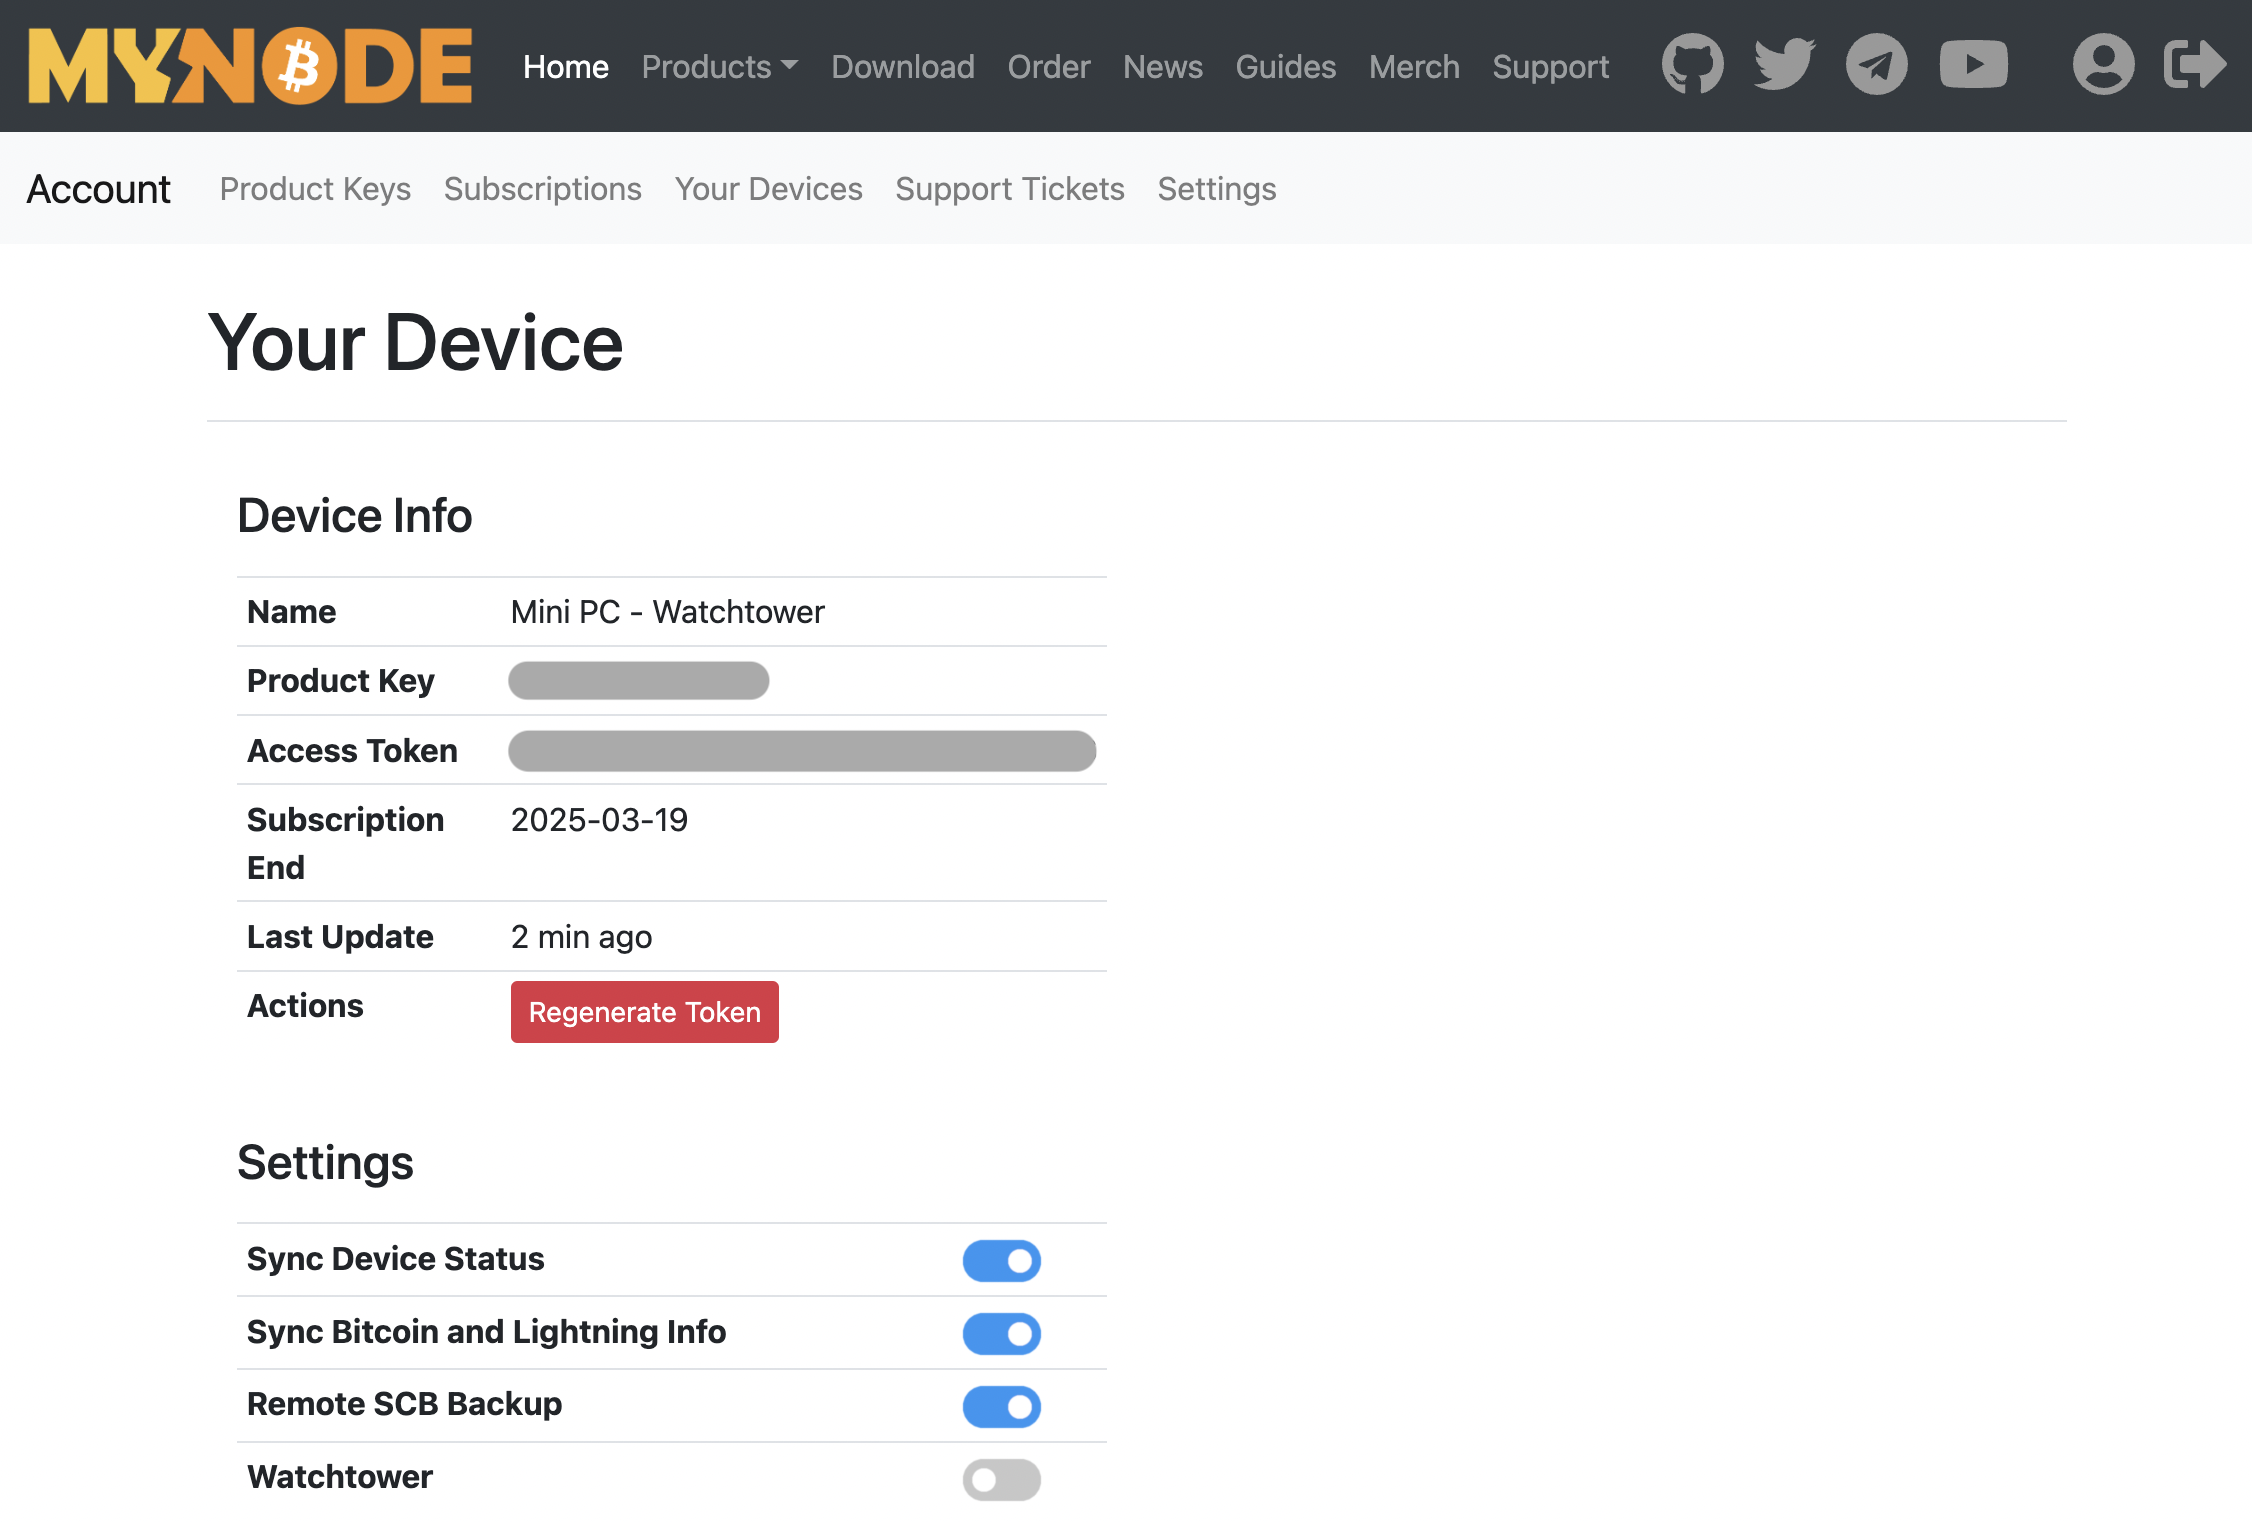 MYNODE
Home Products Download Order News Guides Merch Support
Account Product Keys Subscriptions Your Devices Support Tickets Settings
Your Device
Device Info
Name Mini PC - Watchtower
Product Key
Access Token
Subscription End 2025-03-19
Last Update 2 min ago
Actions Regenerate Token
Settings
Sync Device Status
Sync Bitcoin and Lightning Info
Remote SCB Backup
Watchtower